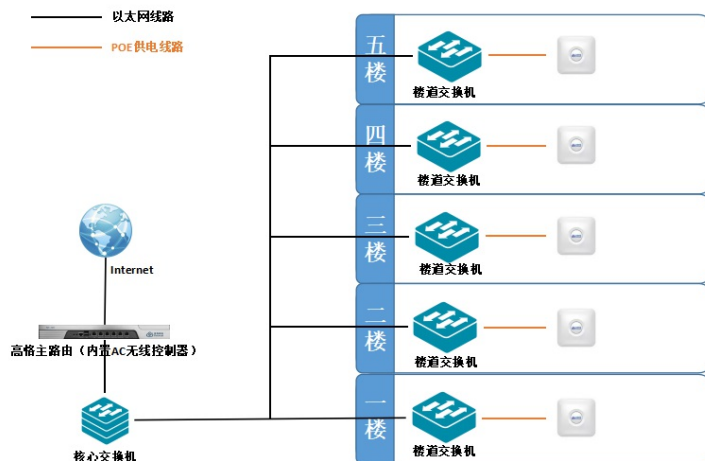 以太网线路
POE供电线路
五楼
楼道交换机
四楼
楼道交换机
三楼
楼道交换机
Internet
高恪主路由（内置AC无线控制器）
二楼
楼道交换机
核心交换机
一楼
楼道交换机